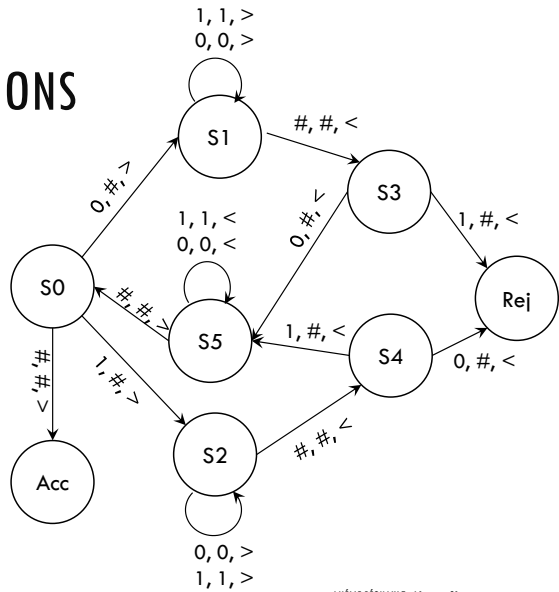 1, 1, >
0, 0, >
ONS
S1
#, #, <
0, #, >
S3
0, #, <
1, 1, <
0, 0, <
1, #, <
S0
#, #, >
S5
1, #, <
S4
Rej
0, #, <
#, #, >
1, #, >
S2
#, #, <
Acc
0, 0, >
1, 1, >